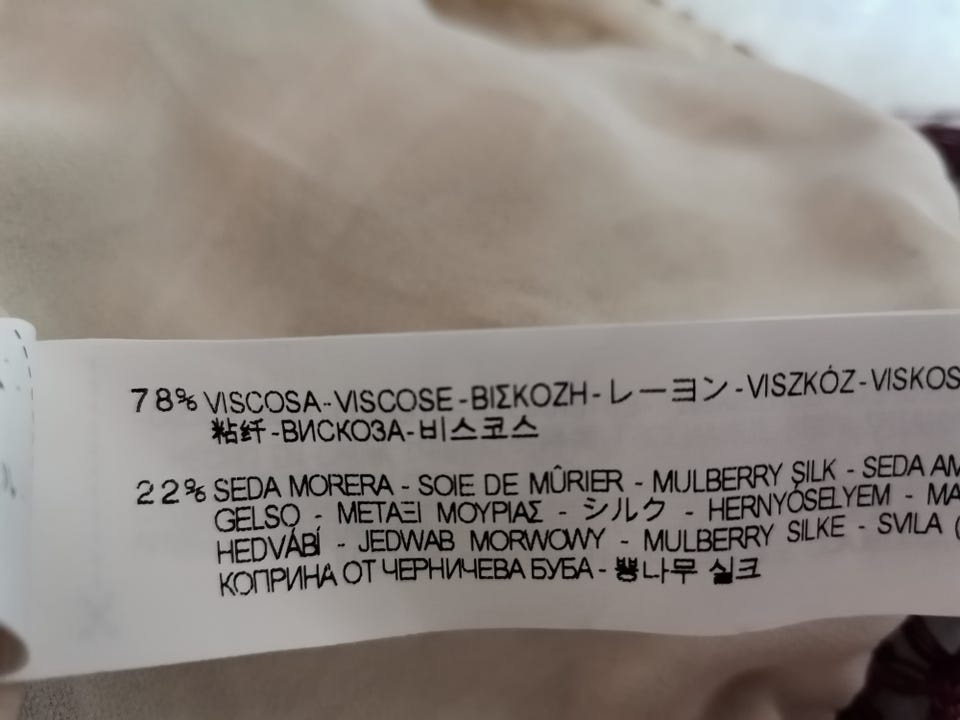 78% VISCOSA-VISCOSE-ΒΙΣΚΟΖΗ-レーヨン-VISZKÓZ-VISKOS
粘纤-ВИСКОЗА-비스코스
22% SEDA MORERA - SOIE DE MÛRIER - MULBERRY SILK - SEDA AM
GELSO - ΜΕΤΑΞΙ ΜΟΥΡΙΑΣ - シルク - HERNYÓSELYEM - MA
HEDVÁBÍ - JEDWAB MORWOWY - MULBERRY SILKE - SVILA (
КОПРИНА ОТ ЧЕРНИЧЕВА БУБА - 뽕나무 실크